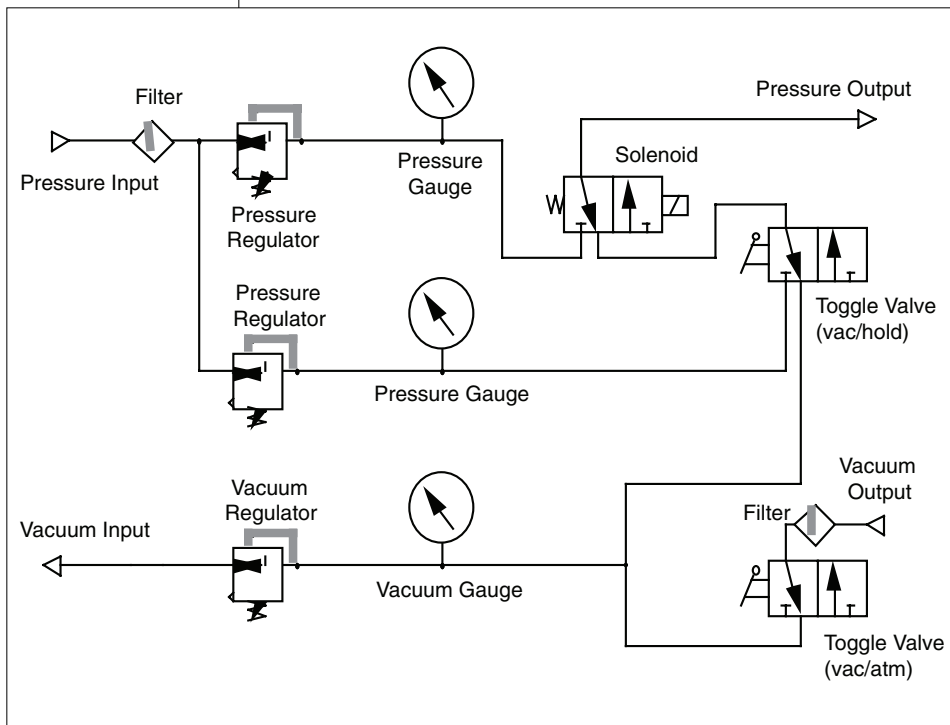 Filter
Pressure Output
Solenoid
Pressure Input
Pressure
Gauge
Pressure
Regulator
Pressure
Regulator
Toggle Valve
(vac/hold)
Pressure Gauge
Vacuum
Output
Vacuum
Regulator
Filter
Vacuum Input
Vacuum Gauge
Toggle Valve
(vac/atm)